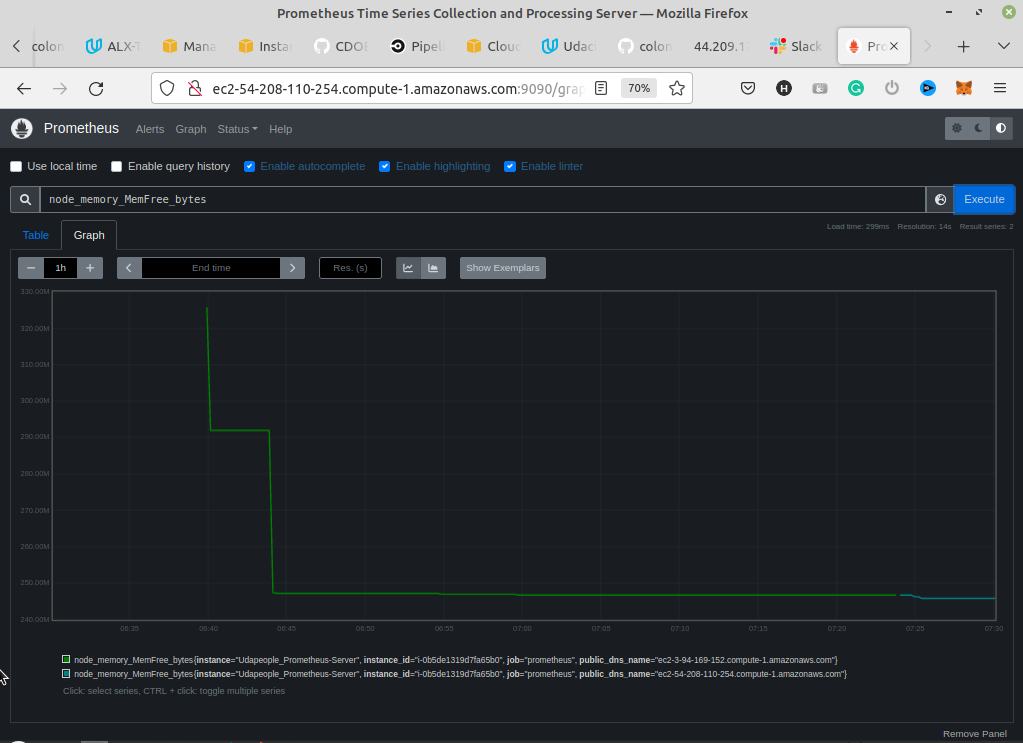 Prometheus Time Series Collection and Processing Server — Mozilla Firefox
colon ALX-T Mana Instan CDOE Pipeli Cloud Udac colon 44.209.1 Slack Pro
ec2-54-208-110-254.compute-1.amazonaws.com:9090/grap 70%
Prometheus Alerts Graph Status Help
Use local time Enable query history Enable autocomplete Enable highlighting Enable linter
node_memory_MemFree_bytes Execute
Load time: 299ms Resolution: 14s Result series: 2
Table Graph
− 1h + End time Res. (s) Show Exemplars
330.00M
320.00M
310.00M
300.00M
290.00M
280.00M
270.00M
260.00M
250.00M
240.00M
06:35 06:40 06:45 06:50 06:55 07:00 07:05 07:10 07:15 07:20 07:25 07:30
node_memory_MemFree_bytes{instance="Udapeople_Prometheus-Server", instance_id="i-0b5de1319d7fa65b0", job="prometheus", public_dns_name="ec2-3-94-169-152.compute-1.amazonaws.com"}
node_memory_MemFree_bytes{instance="Udapeople_Prometheus-Server", instance_id="i-0b5de1319d7fa65b0", job="prometheus", public_dns_name="ec2-54-208-110-254.compute-1.amazonaws.com"}
Click: select series, CTRL + click: toggle multiple series
Remove Panel